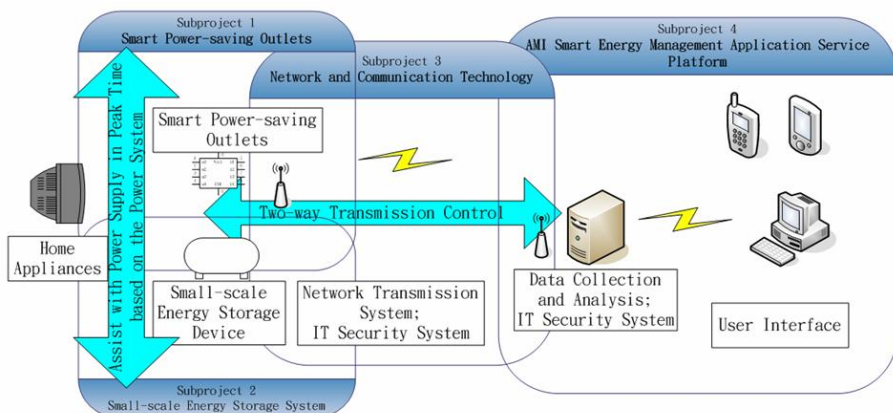 Subproject 1
Smart Power-saving Outlets
Subproject 3
Network and Communication Technology
Subproject 4
AMI Smart Energy Management Application Service
Platform
Assist with Power Supply in Peak Time
based on the Power System
Smart Power-saving
Outlets
Two-way Transmission Control
Home
Appliances
Small-scale
Energy Storage
Device
Network Transmission
System;
IT Security System
Data Collection
and Analysis;
IT Security System
User Interface
Subproject 2
Small-scale Energy Storage System